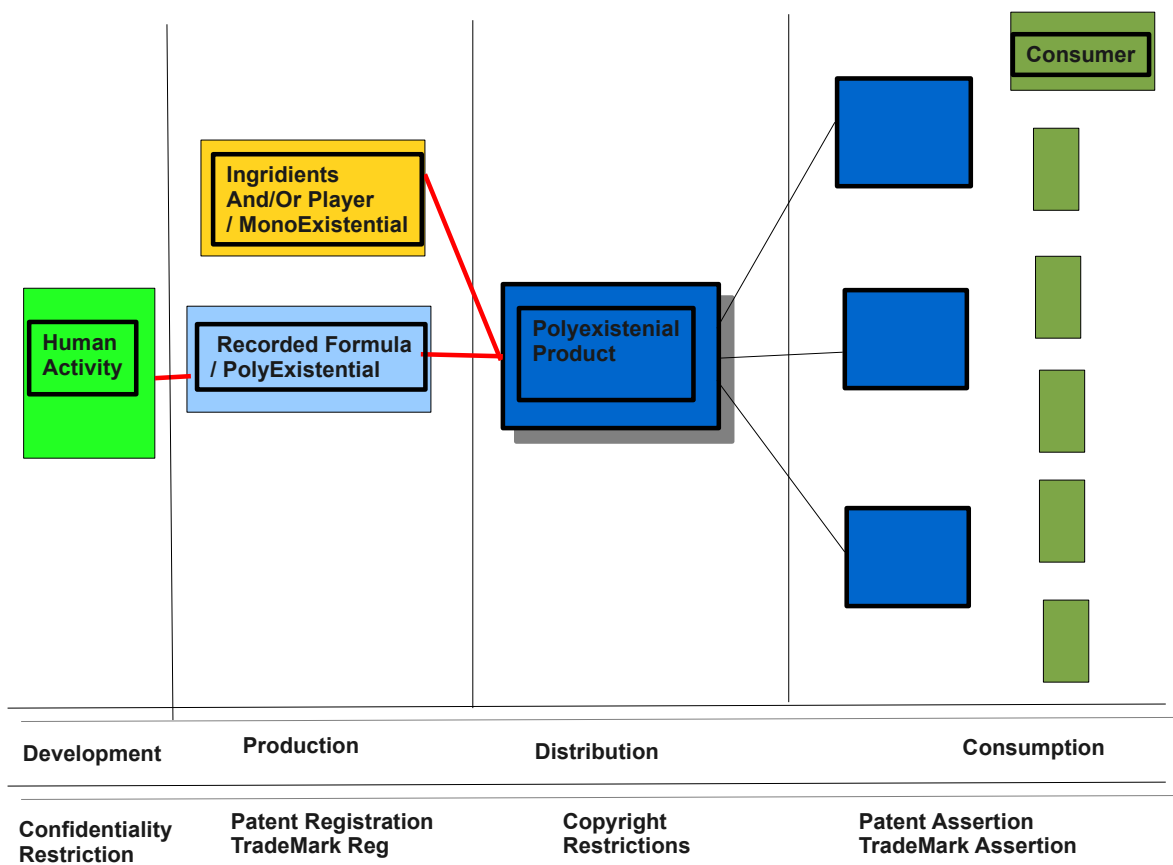 Consumer
Ingridients
And/Or Player
/ MonoExistential
Human
Activity
Recorded Formula
/ PolyExistential
Polyexistenial
Product
Development
Production
Distribution
Consumption
Confidentiality
Restriction
Patent Registration
TradeMark Reg
Copyright
Restrictions
Patent Assertion
TradeMark Assertion